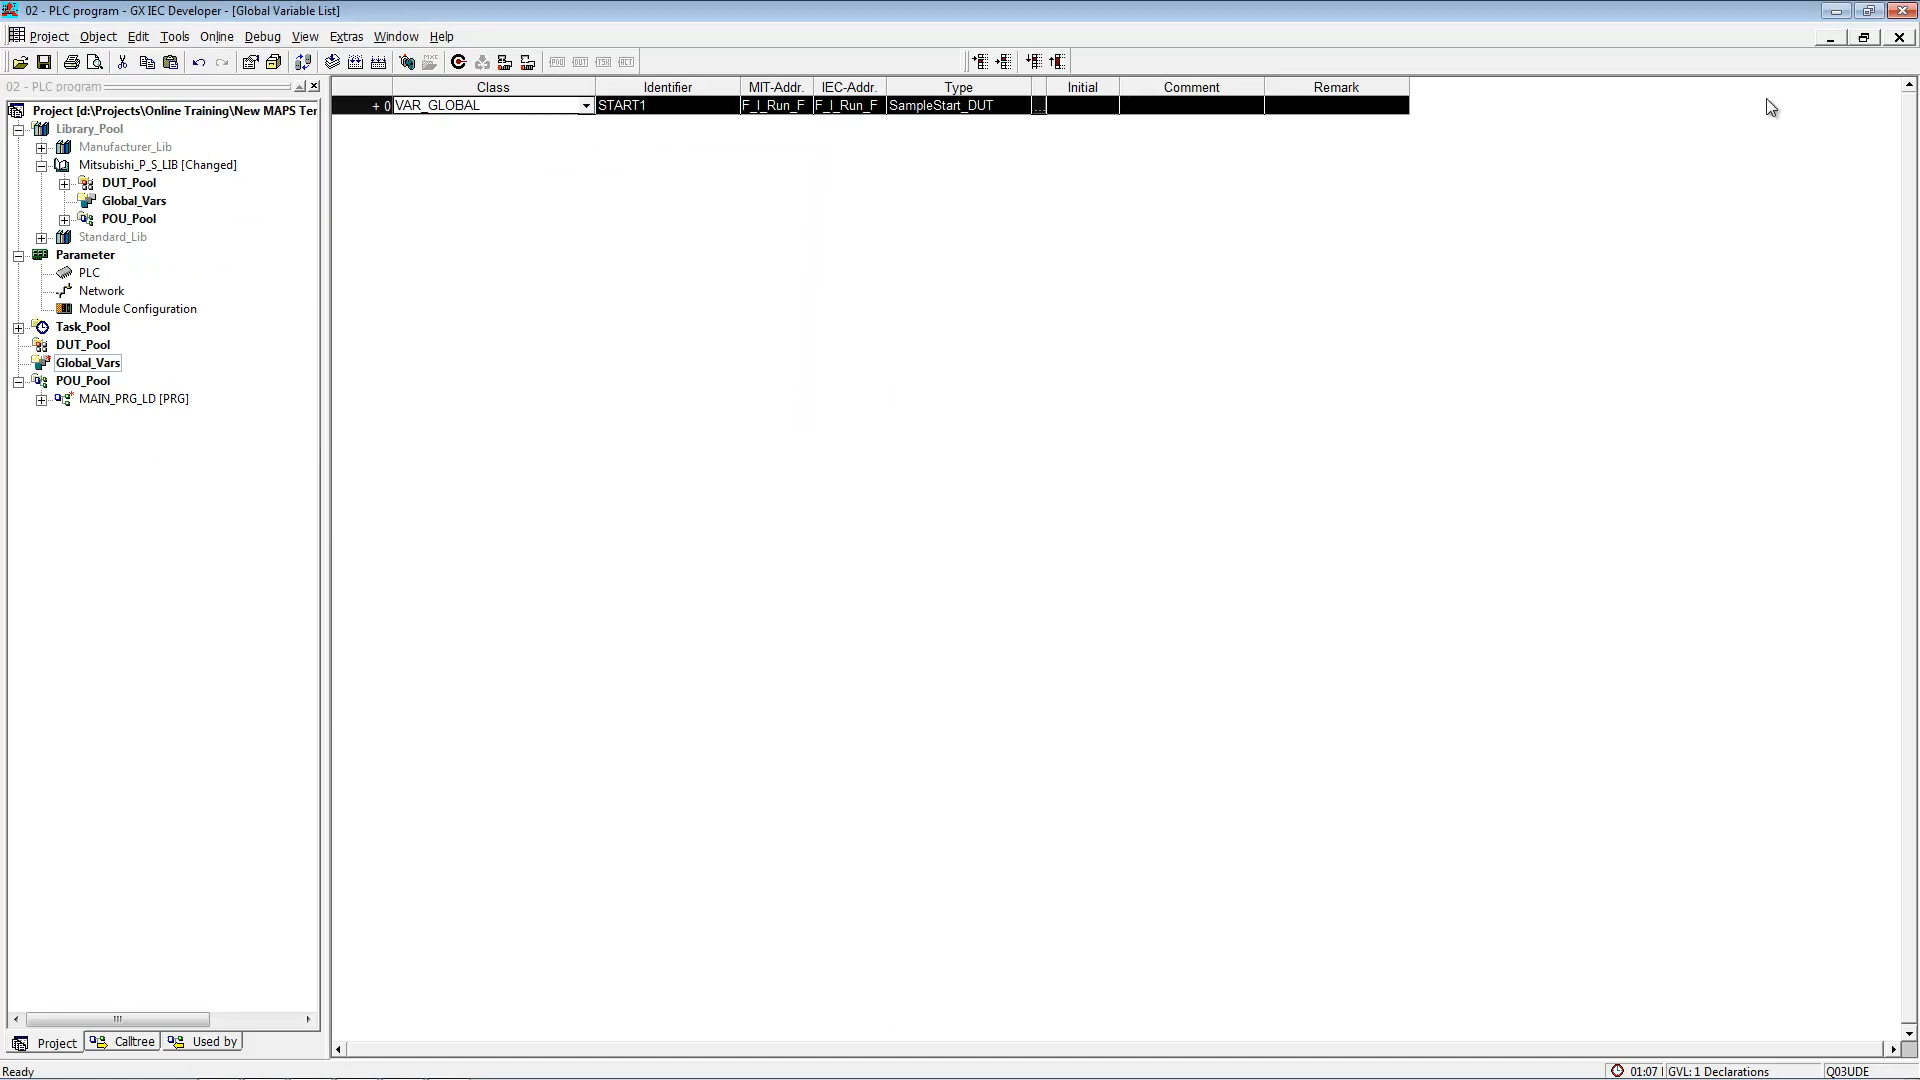 02 - PLC program - GX IEC Developer - [Global Variable List]
Project Object Edit Tools Online Debug View Extras Window Help
02 - PLC program
Class Identifier MIT-Addr. IEC-Addr. Type Initial Comment Remark
+ 0 VAR_GLOBAL START1 F_I_Run_F F_I_Run_F SampleStart_DUT ...
Project [d:\Projects\Online Training\New MAPS Ter
Library_Pool
Manufacturer_Lib
Mitsubishi_P_S_LIB [Changed]
DUT_Pool
Global_Vars
POU_Pool
Standard_Lib
Parameter
PLC
Network
Module Configuration
Task_Pool
DUT_Pool
Global_Vars
POU_Pool
MAIN_PRG_LD [PRG]
Project Calltree Used by
Ready 01:07 GVL: 1 Declarations Q03UDE